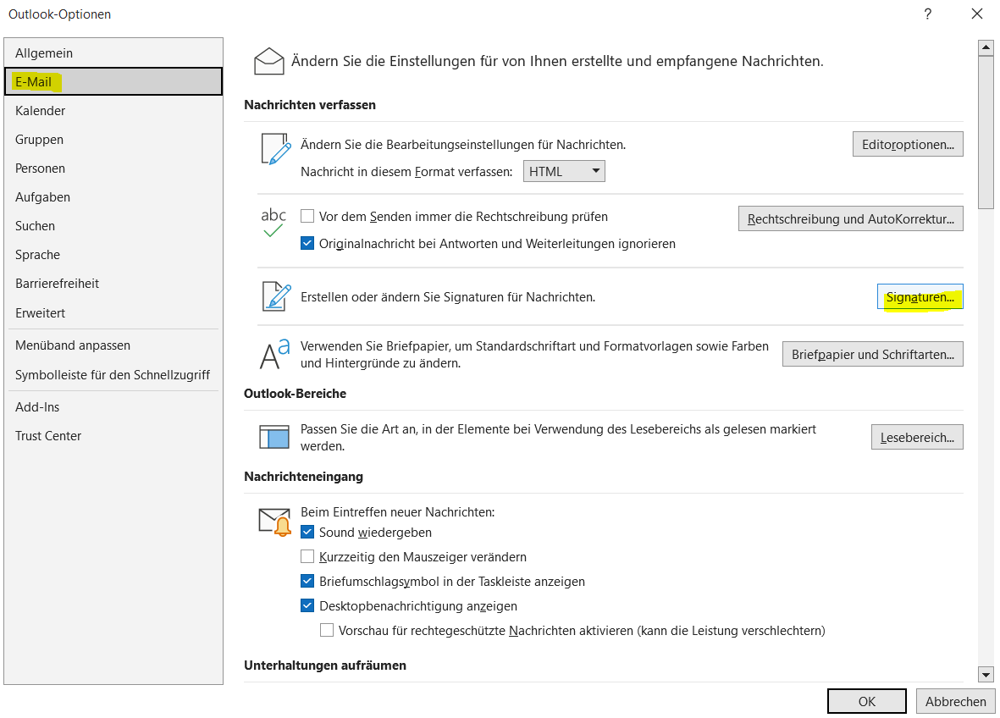 Outlook-Optionen
?
Allgemein
E-Mail
Kalender
Gruppen
Personen
Aufgaben
Suchen
Sprache
Barrierefreiheit
Erweitert
Menüband anpassen
Symbolleiste für den Schnellzugriff
Add-Ins
Trust Center
Ändern Sie die Einstellungen für von Ihnen erstellte und empfangene Nachrichten.
Nachrichten verfassen
Ändern Sie die Bearbeitungseinstellungen für Nachrichten.
Editoroptionen...
Nachricht in diesem Format verfassen:
HTML
abc
Vor dem Senden immer die Rechtschreibung prüfen
Rechtschreibung und AutoKorrektur...
Originalnachricht bei Antworten und Weiterleitungen ignorieren
Erstellen oder ändern Sie Signaturen für Nachrichten.
Signaturen...
Aa
Verwenden Sie Briefpapier, um Standardschriftart und Formatvorlagen sowie Farben
und Hintergründe zu ändern.
Briefpapier und Schriftarten...
Outlook-Bereiche
Passen Sie die Art an, in der Elemente bei Verwendung des Lesebereichs als gelesen markiert
werden.
Lesebereich...
Nachrichteneingang
Beim Eintreffen neuer Nachrichten:
Sound wiedergeben
Kurzzeitig den Mauszeiger verändern
Briefumschlagsymbol in der Taskleiste anzeigen
Desktopbenachrichtigung anzeigen
Vorschau für rechtegeschützte Nachrichten aktivieren (kann die Leistung verschlechtern)
Unterhaltungen aufräumen
OK
Abbrechen